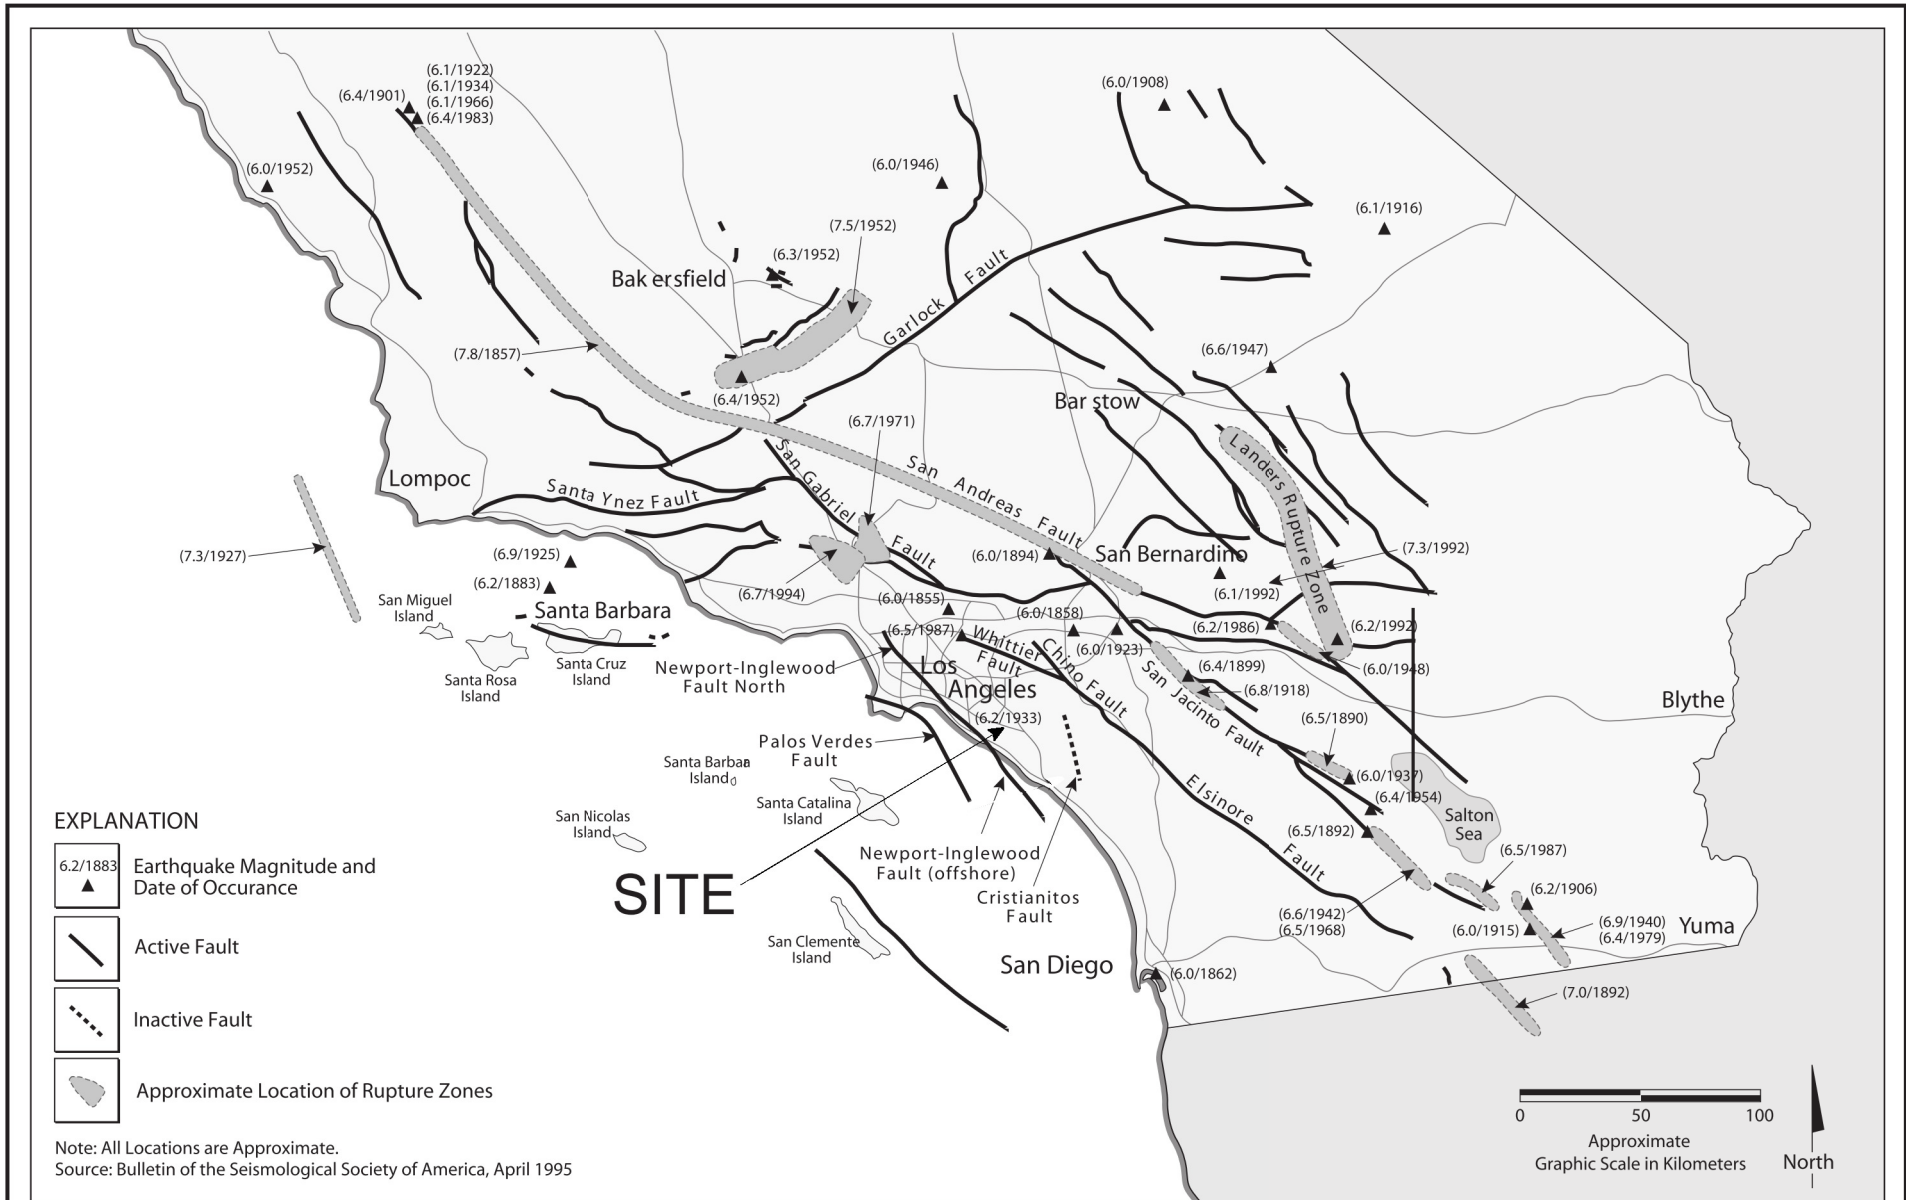 (6.1/1922)
(6.1/1934)
(6.4/1901)
(6.1/1966)
(6.4/1983)
(6.0/1908)
(6.0/1952)
(6.0/1946)
(6.1/1916)
(7.5/1952)
(6.3/1952)
Bak ersfield
Garlock Fault
(7.8/1857)
(6.6/1947)
(6.4/1952)
Bar stow
(6.7/1971)
San Gabriel Fault
San Andreas Fault
Landers Rupture Zone
Lompoc
Santa Ynez Fault
(7.3/1927)
(6.9/1925)
(6.2/1883)
(6.0/1894)
San Bernardino
(7.3/1992)
(6.7/1994)
(6.1/1992)
San Miguel
Island
Santa Barbara
(6.0/1855)
(6.0/1858)
(6.5/1987)
(6.2/1986)
(6.2/1992)
Whittier
Fault
(6.0/1923)
Chino Fault
(6.0/1948)
Santa Rosa
Island
Santa Cruz
Island
Newport-Inglewood
Fault North
Los
Angeles
San Jacinto Fault
(6.4/1899)
(6.8/1918)
Blythe
(6.2/1933)
(6.5/1890)
Palos Verdes
Fault
Santa Barbaa
Island
(6.0/1937)
(6.4/1954)
Santa Catalina
Island
San Nicolas
Island
Elsinore Fault
Salton
Sea
(6.5/1892)
(6.5/1987)
Newport-Inglewood
Fault (offshore)
SITE
Cristianitos
Fault
(6.2/1906)
(6.6/1942)
(6.5/1968)
(6.0/1915)
(6.9/1940)
(6.4/1979)
Yuma
San Clemente
Island
San Diego
(6.0/1862)
(7.0/1892)
EXPLANATION
6.2/1883
Earthquake Magnitude and
Date of Occurance
Active Fault
Inactive Fault
Approximate Location of Rupture Zones
Note: All Locations are Approximate.
Source: Bulletin of the Seismological Society of America, April 1995
0 50 100
Approximate
Graphic Scale in Kilometers
North